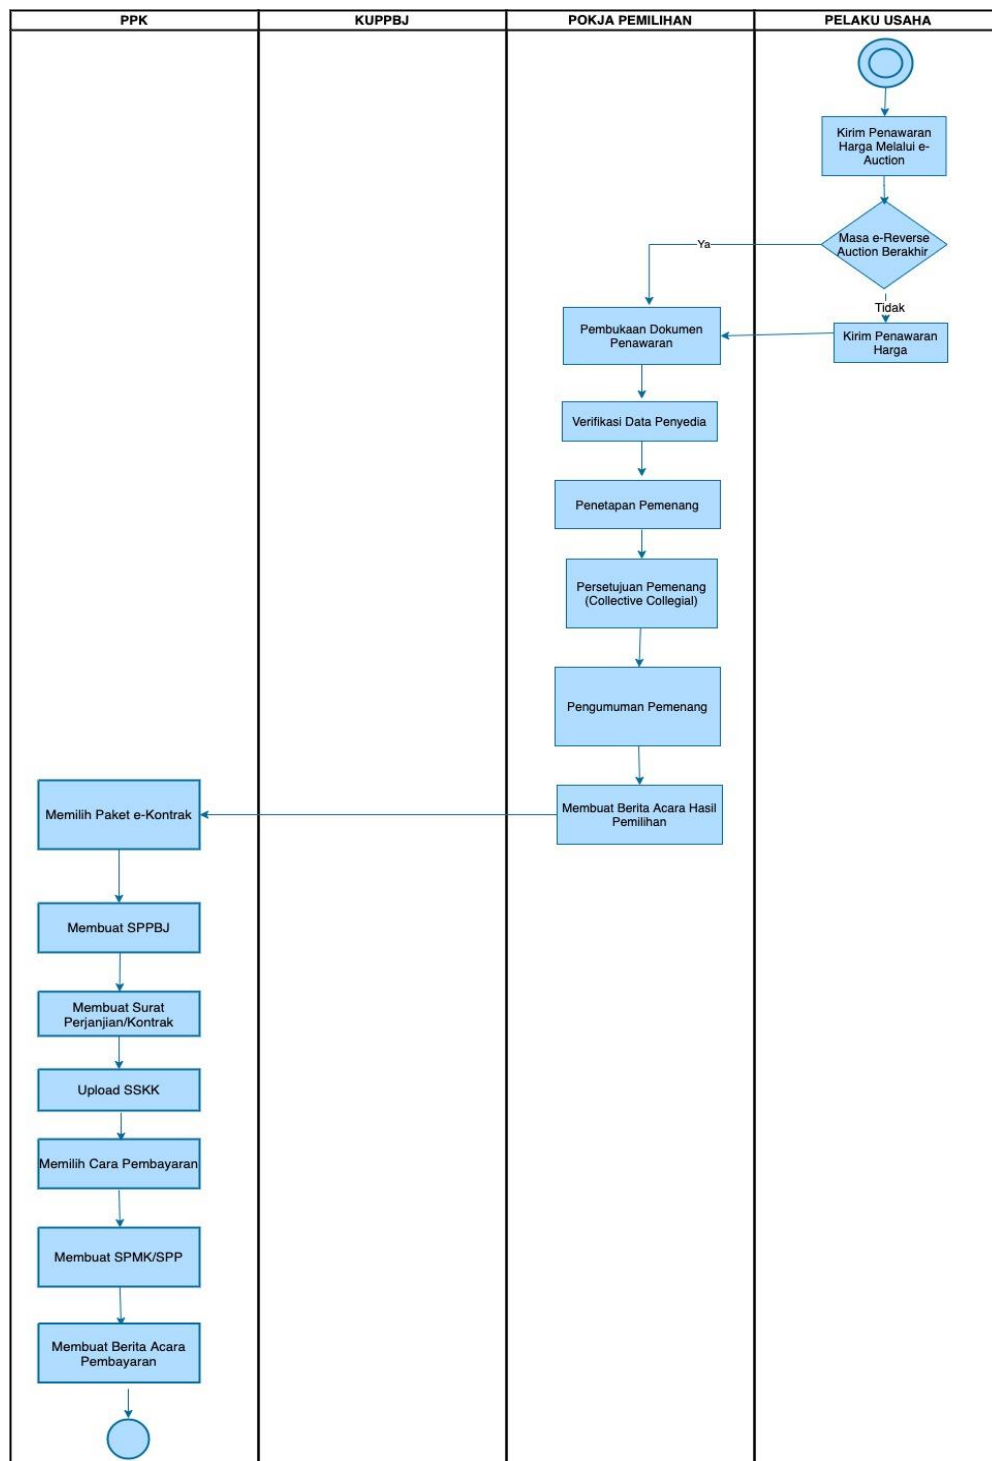 PPK
KUPPBJ
POKJA PEMILIHAN
PELAKU USAHA
Kirim Penawaran
Harga Melalui e-
Auction
Masa e-Reverse
Auction Berakhir
Ya
Tidak
Kirim Penawaran
Harga
Pembukaan Dokumen
Penawaran
Verifikasi Data Penyedia
Penetapan Pemenang
Persetujuan Pemenang
(Collective Collegial)
Pengumuman Pemenang
Membuat Berita Acara Hasil
Pemilihan
Memilih Paket e-Kontrak
Membuat SPPBJ
Membuat Surat
Perjanjian/Kontrak
Upload SSKK
Memilih Cara Pembayaran
Membuat SPMK/SPP
Membuat Berita Acara
Pembayaran